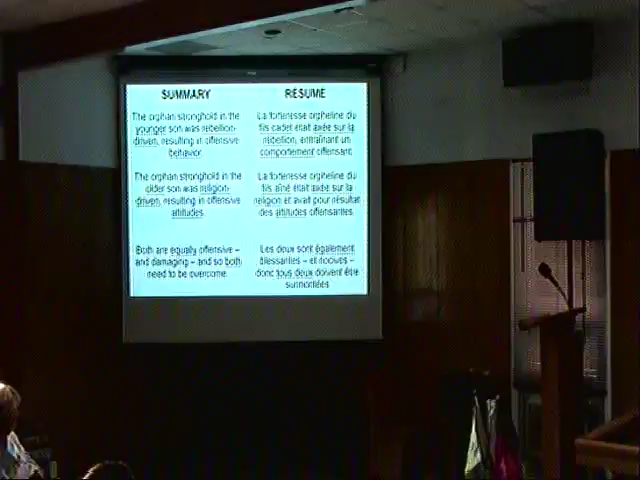 SUMMARY
The orphan stronghold in the
younger son was rebellion-
driven, resulting in offensive
behavior.
The orphan stronghold in the
older son was religion-
driven, resulting in offensive
attitudes.
Both are equally offensive –
and damaging – and so both
need to be overcome
RESUME
La forteresse orpheline du
fils cadet était axée sur la
rébellion, entraînant un
comportement offensant.
La forteresse orpheline du
fils aîné était axée sur la
religion et avait pour résultat
des attitudes offensantes.
Les deux sont également
blessantes – et nocives –
donc tous deux doivent être
surmontées